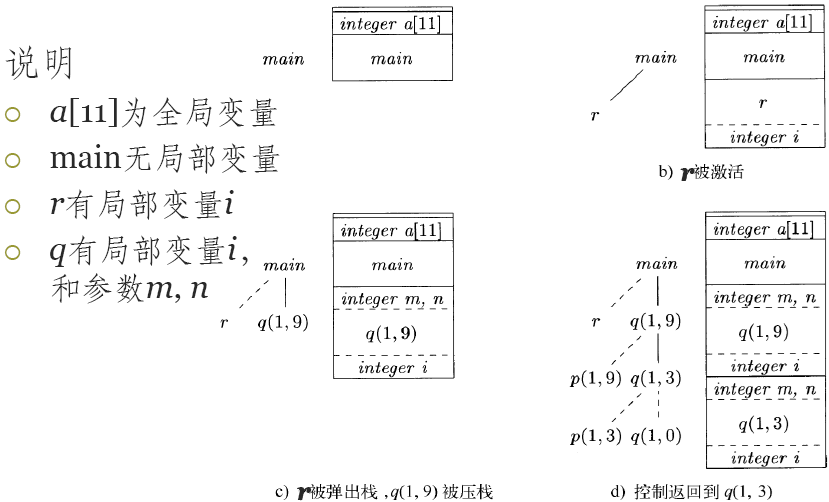 说明
a[11]为全局变量
main无局部变量
r有局部变量i
q有局部变量i,
和参数m, n
main
integer a[11]
main
main
r
integer a[11]
main
r
integer i
b) r被激活
main
r
q(1, 9)
integer a[11]
main
integer m, n
q(1, 9)
integer i
c) r被弹出栈 ,q(1, 9) 被压栈
main
r
q(1, 9)
p(1, 9) q(1, 3)
p(1, 3) q(1, 0)
integer a[11]
main
integer m, n
q(1, 9)
integer i
integer m, n
q(1, 3)
integer i
d) 控制返回到 q(1, 3)